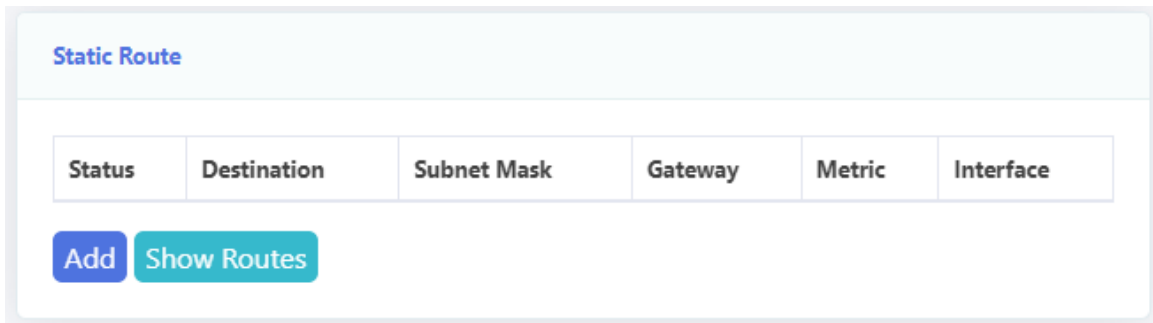 Static Route
Status Destination Subnet Mask Gateway Metric Interface
Add Show Routes